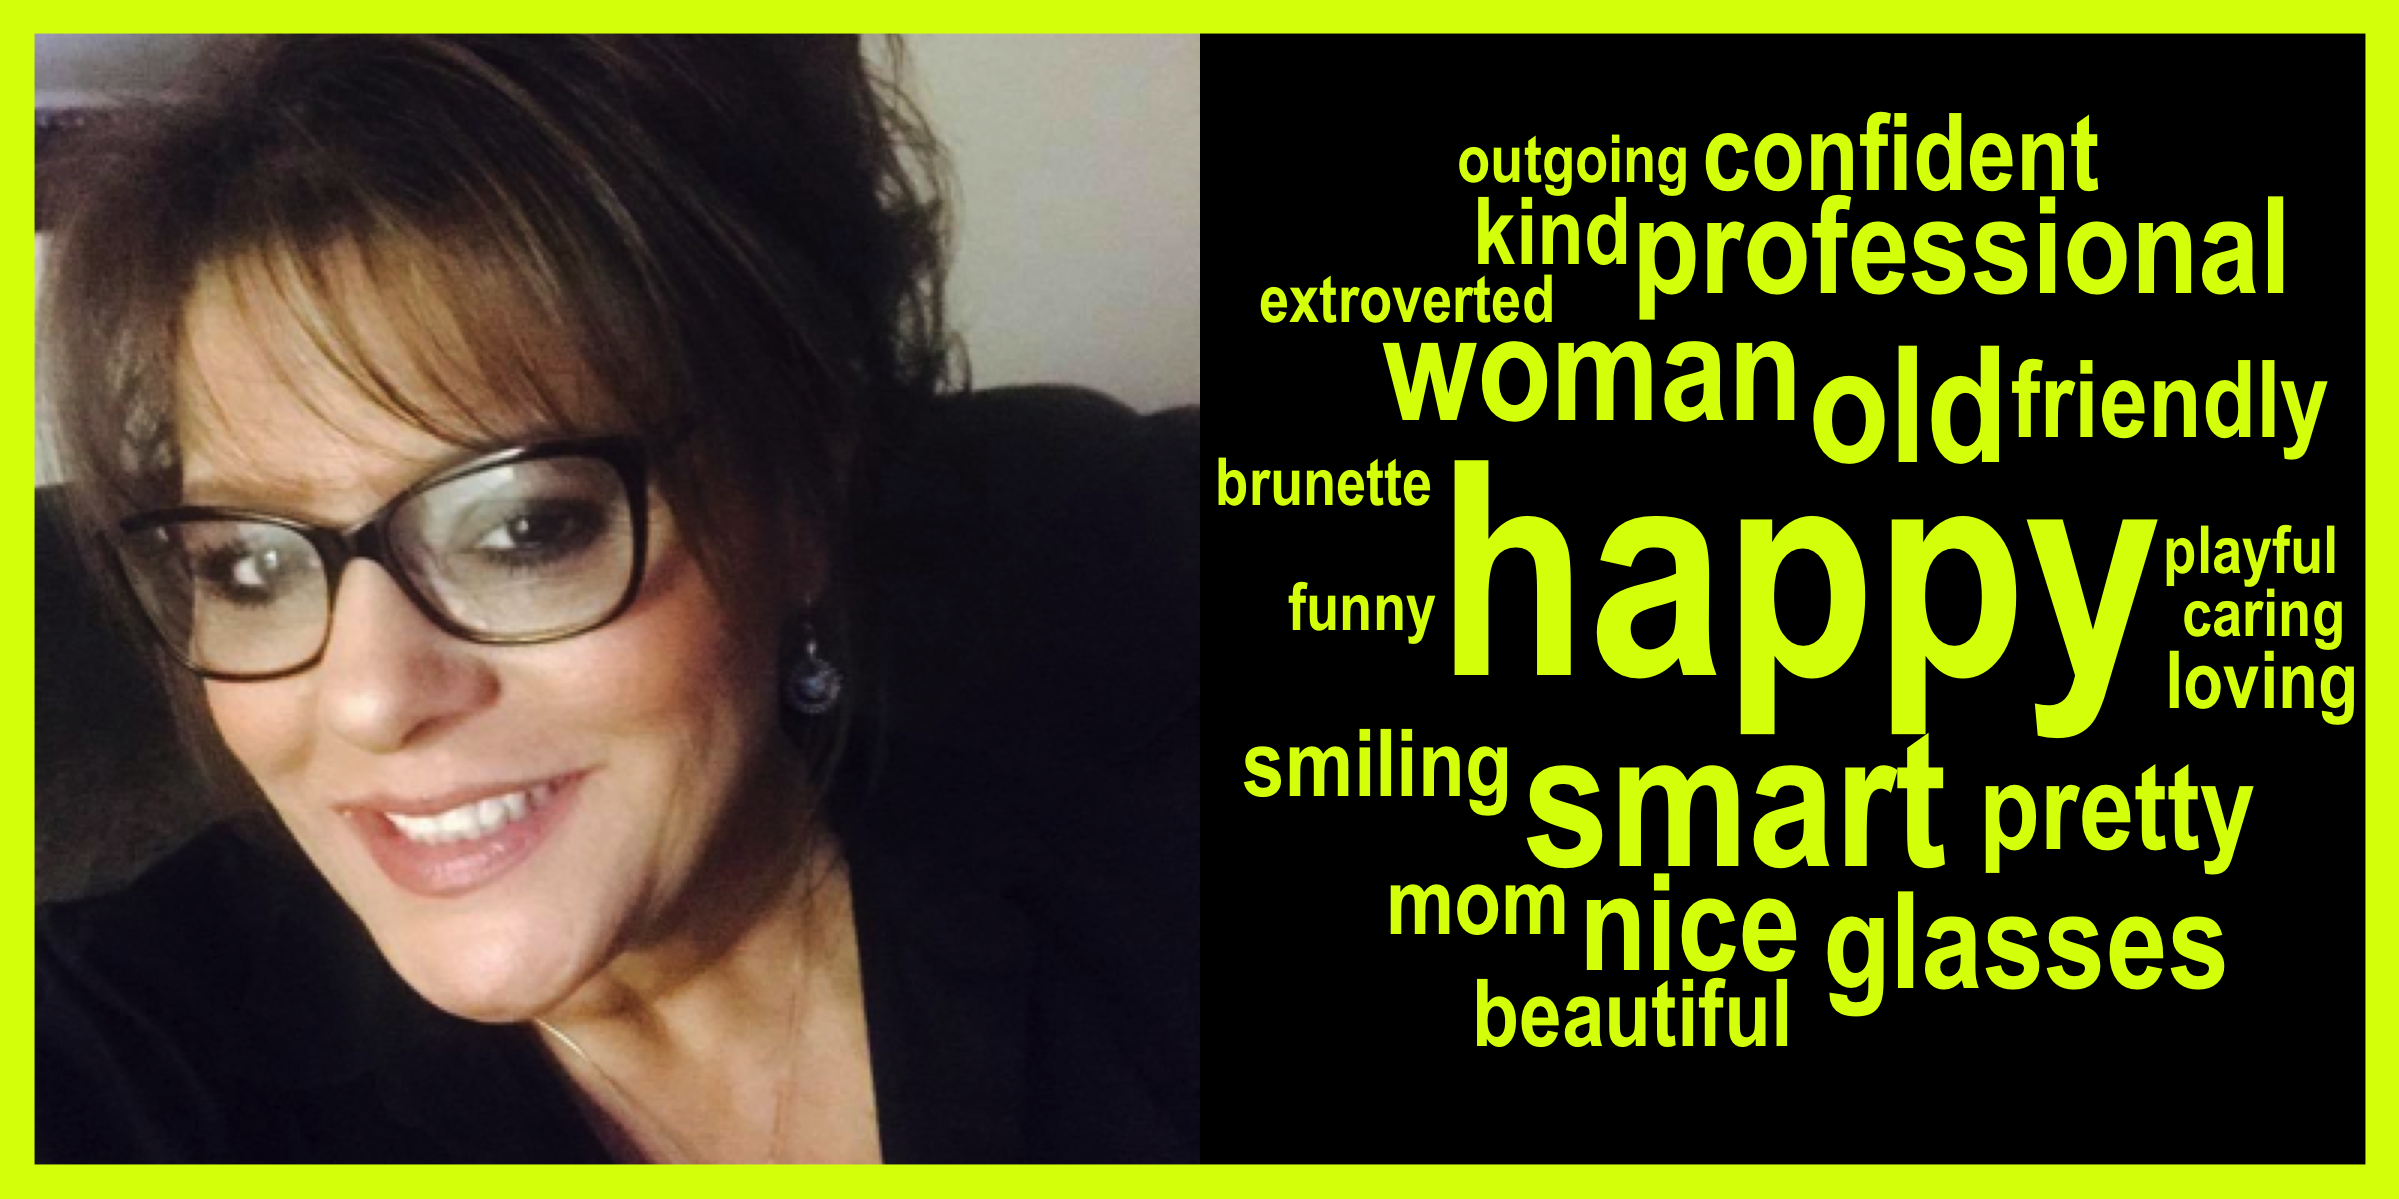 outgoing confident
kind professional
extroverted
woman old friendly
brunette
happy
playful
funny
caring
loving
smiling smart pretty
mom nice glasses
beautiful